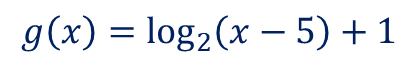 g(x) = log₂(x − 5) + 1